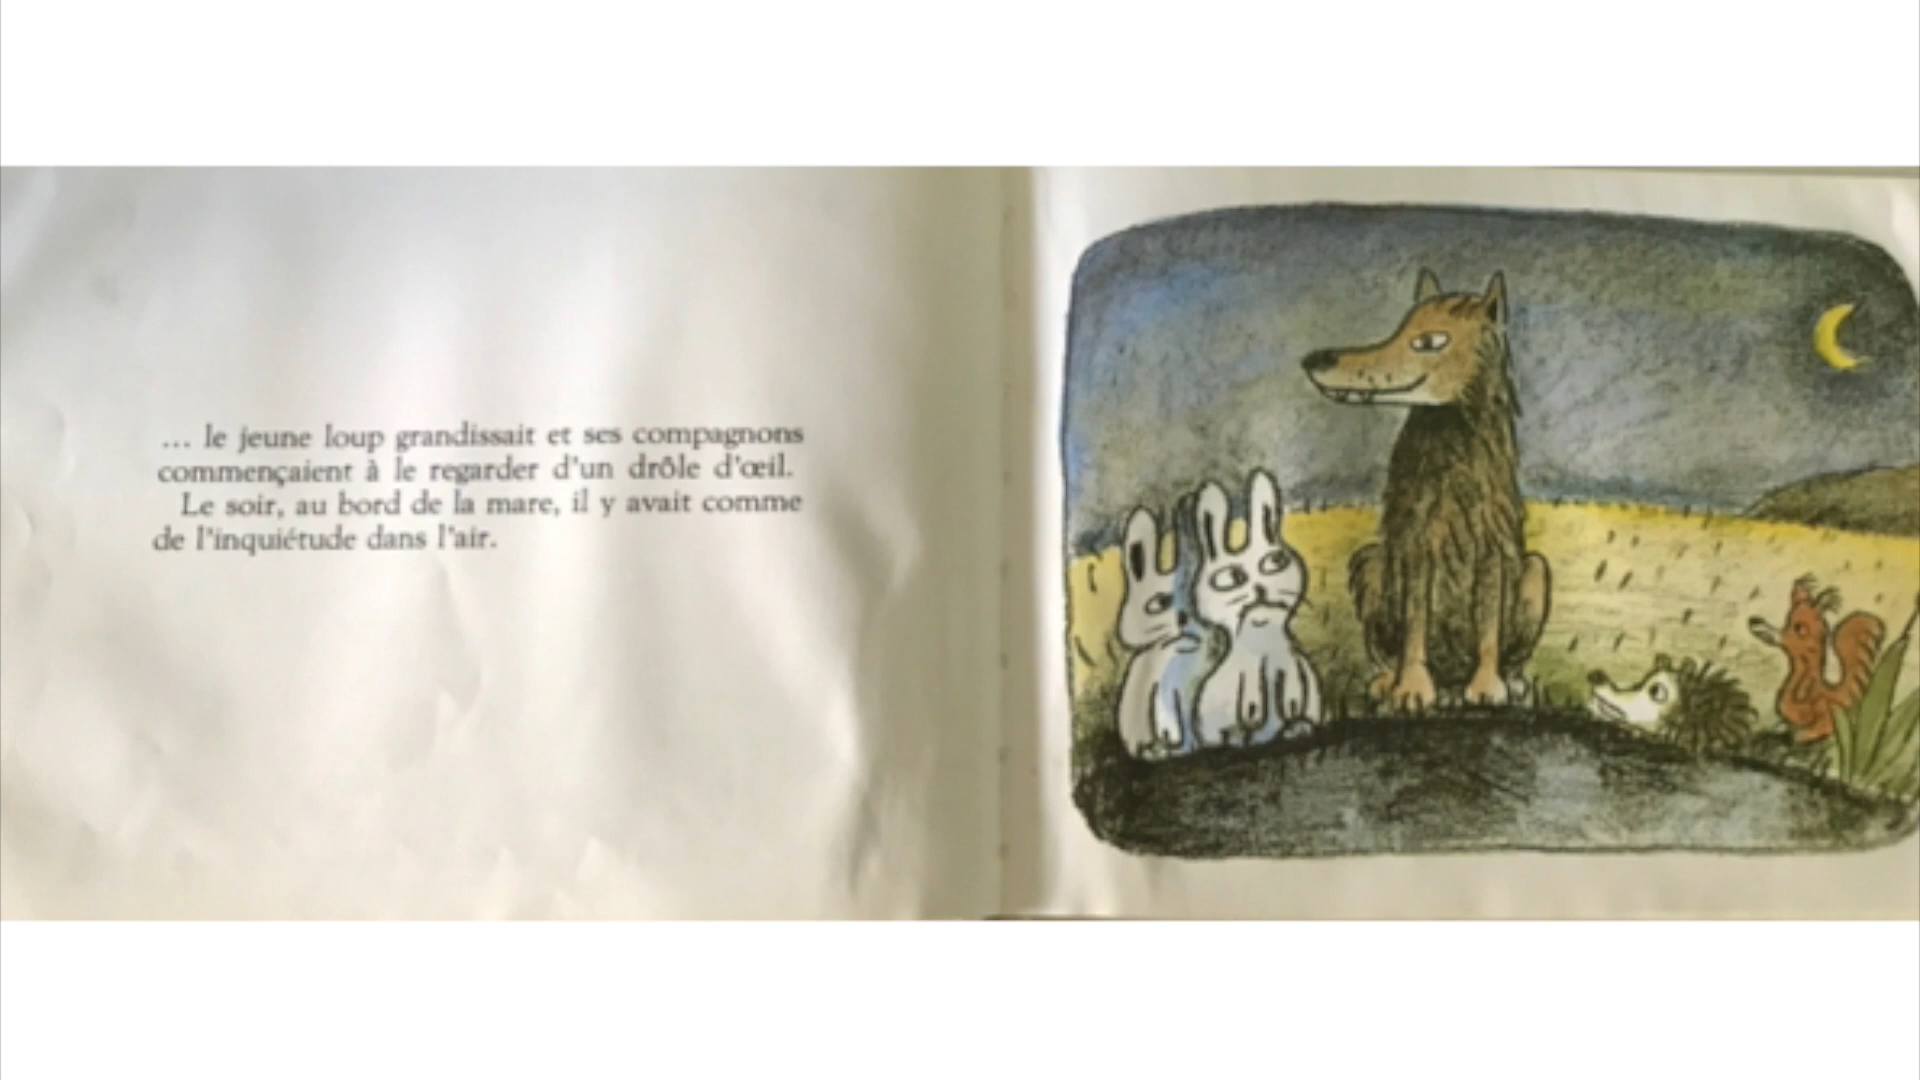 ... le jeune loup grandissait et ses compagnons
commençaient à le regarder d'un drôle d'œil.
Le soir, au bord de la mare, il y avait comme
de l'inquiétude dans l'air.